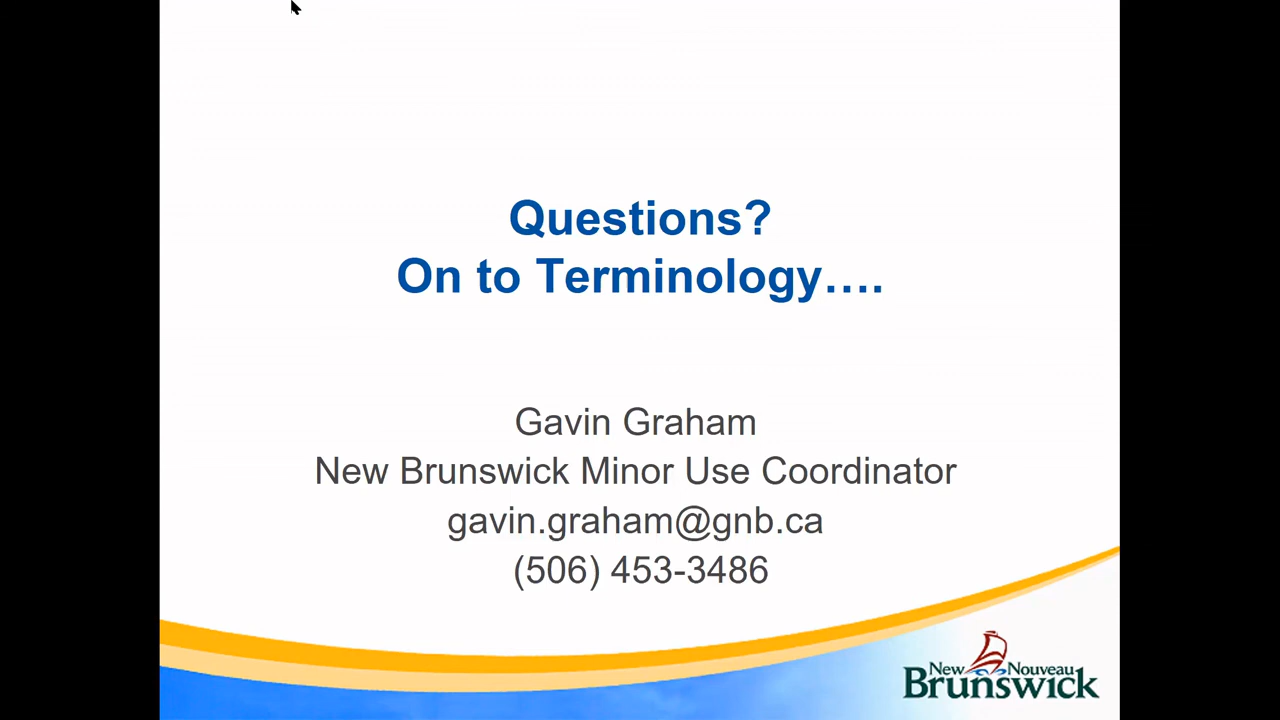 Questions?
On to Terminology….
Gavin Graham
New Brunswick Minor Use Coordinator
gavin.graham@gnb.ca
(506) 453-3486
New Nouveau
Brunswick